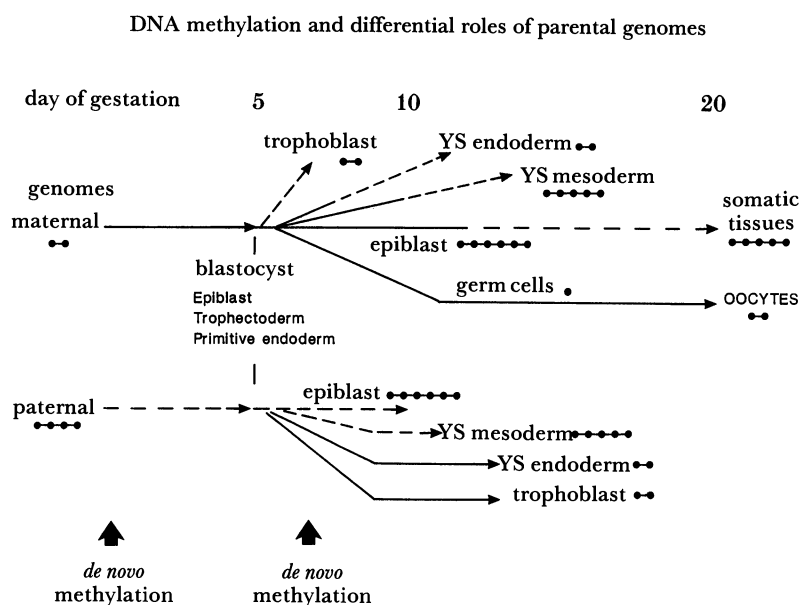 DNA methylation and differential roles of parental genomes
day of gestation 5 10 20
trophoblast
YS endoderm
YS mesoderm
genomes
maternal
somatic
tissues
epiblast
blastocyst
Epiblast
Trophectoderm
Primitive endoderm
germ cells
OOCYTES
epiblast
paternal
YS mesoderm
YS endoderm
trophoblast
de novo
methylation
de novo
methylation